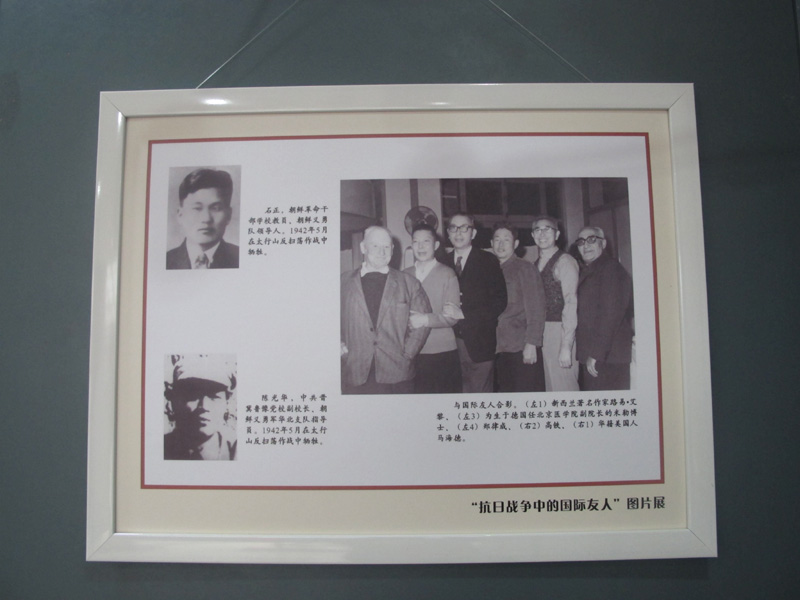 石正，朝鲜革命干
部学校教员，朝鲜义勇
队领导人，1942年5月
在太行山反扫荡作战中
牺牲。
陈光华，中共晋
冀鲁豫党校副校长，朝
鲜义勇军华北支队指导
员，1942年5月在太行
山反扫荡作战中牺牲。
与国际友人合影，（左1）新西兰著名作家路易•艾
黎，（左3）为生于德国任北京医学院副院长的米勒博
士，（左4）郑律成，（右2）高铁，（右1）华籍美国人
马海德。
“抗日战争中的国际友人”图片展